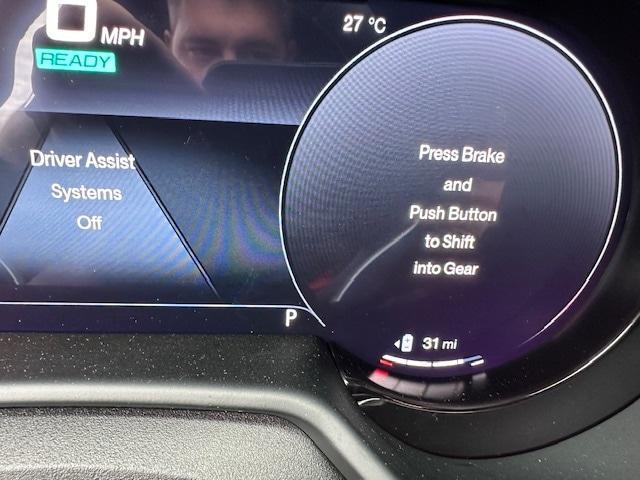 0 MPH
READY
27 °C
Driver Assist
Systems
Off
Press Brake
and
Push Button
to Shift
into Gear
P
31 mi